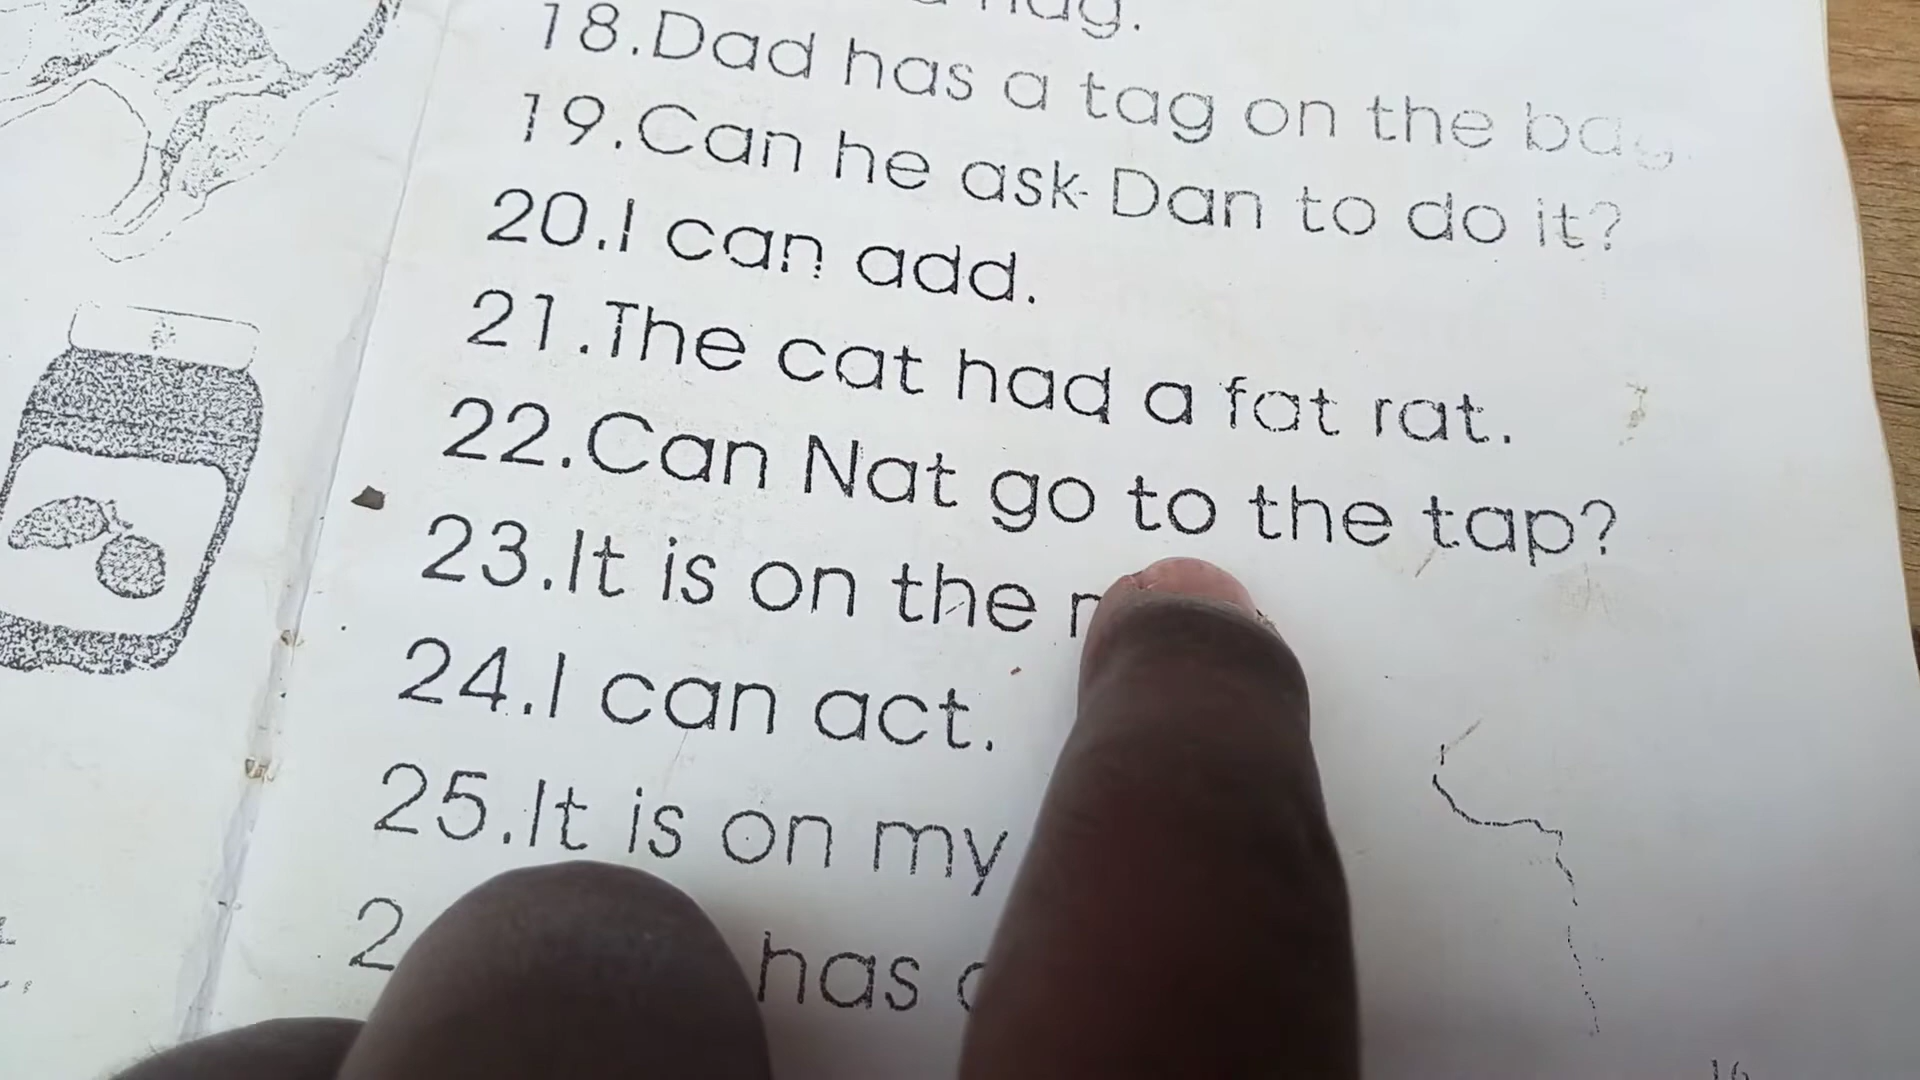 18.Dad has a tag on the bag
19.Can he ask Dan to do it?
20.I can add.
21.The cat had a fat rat.
22.Can Nat go to the tap?
23.It is on the
24.I can act.
25.It is on my
has